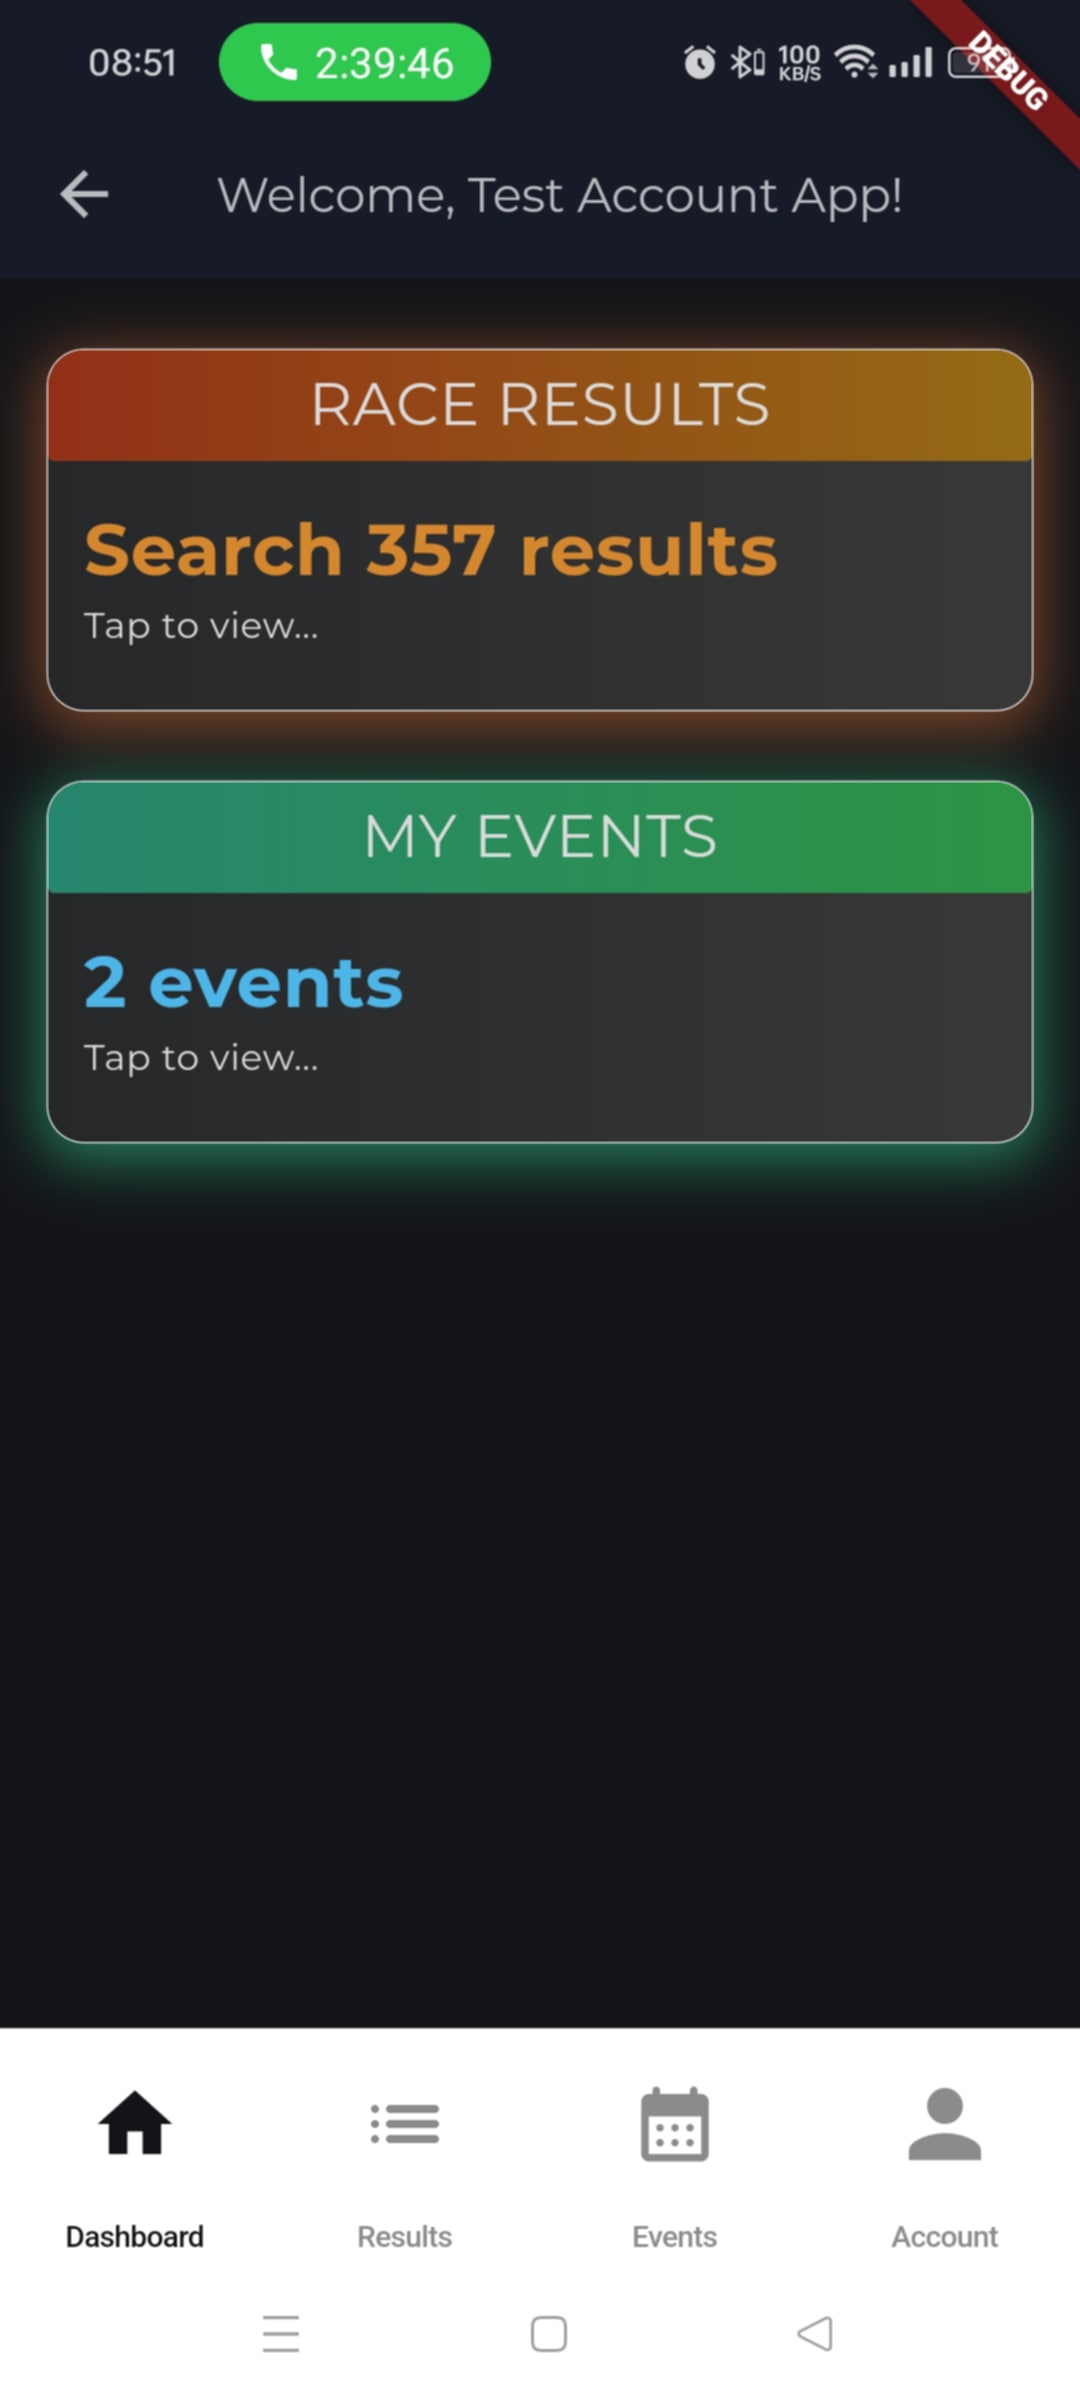 08:51 2:39:46 100 KB/S
DEBUG
Welcome, Test Account App!
RACE RESULTS
Search 357 results
Tap to view...
MY EVENTS
2 events
Tap to view...
Dashboard Results Events Account